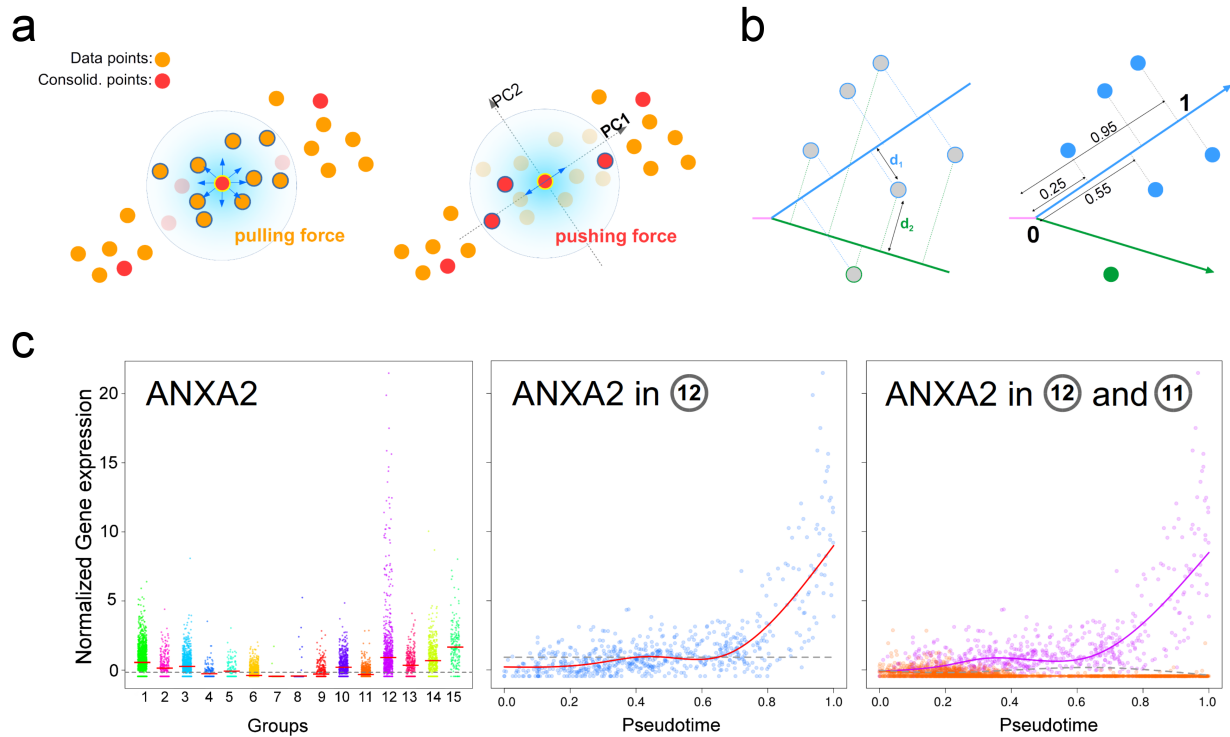 a
Data points:
Consolid. points:
pulling force
PC2
PC1
pushing force
b
d1
d2
1
0.95
0.25
0.55
0
c
ANXA2
Normalized Gene expression
20
15
10
5
0
1 2 3 4 5 6 7 8 9 10 11 12 13 14 15
Groups
ANXA2 in 12
0.0 0.2 0.4 0.6 0.8 1.0
Pseudotime
ANXA2 in 12 and 11
0.0 0.2 0.4 0.6 0.8 1.0
Pseudotime